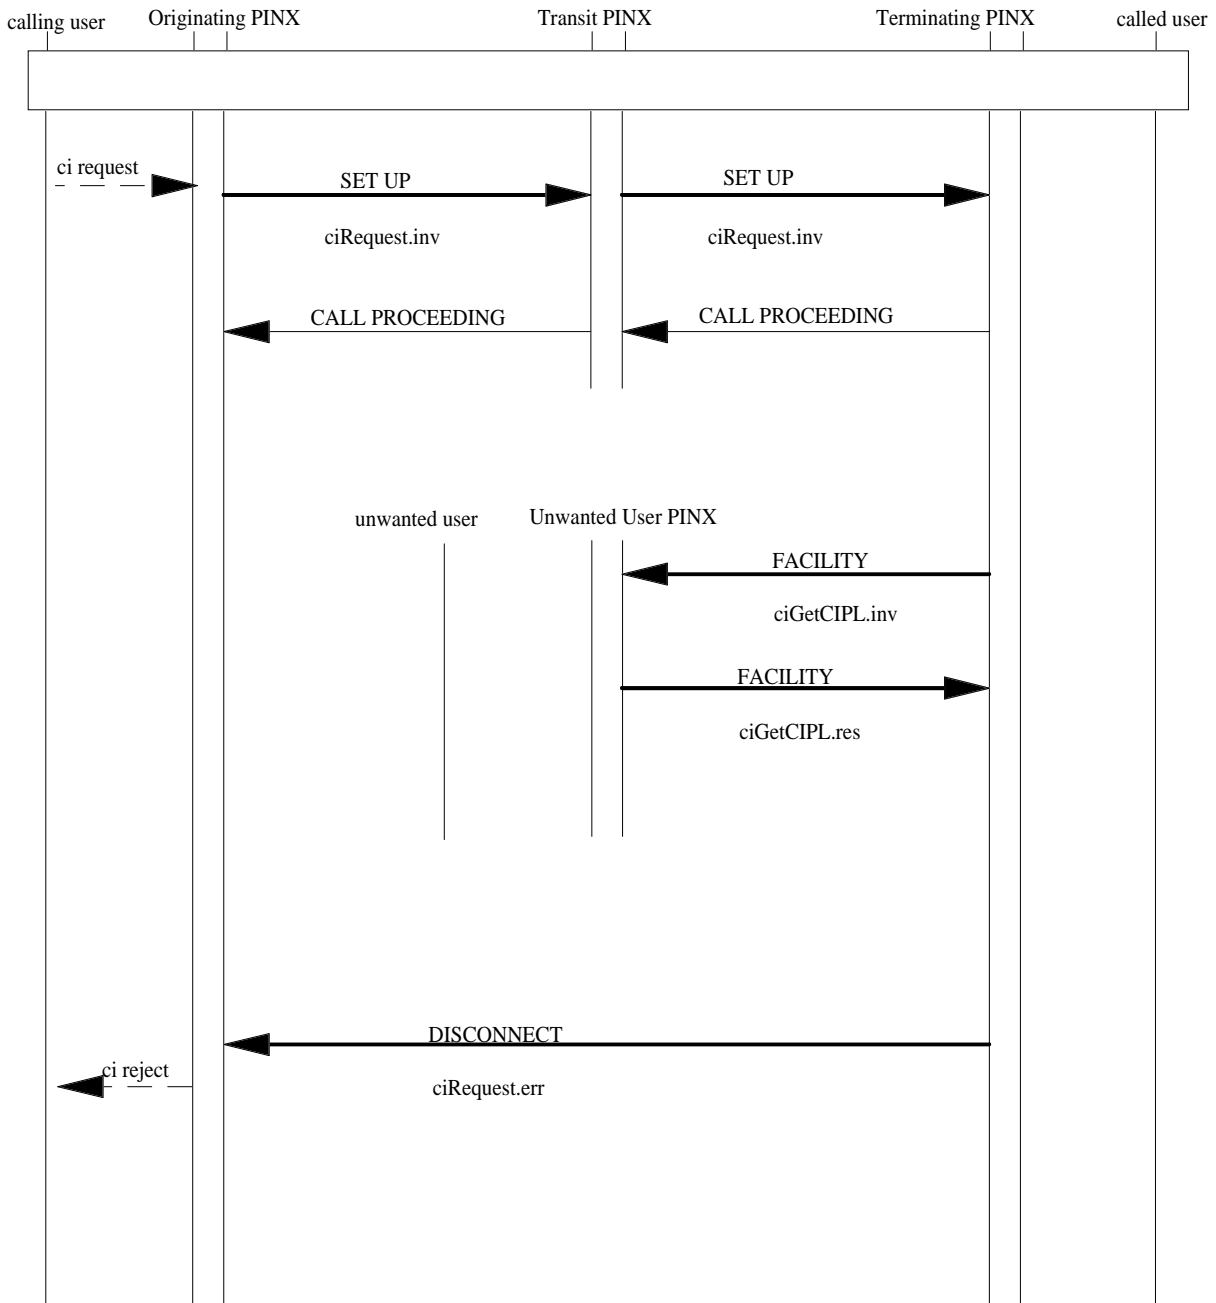 calling user
Originating PINX
Transit PINX
Terminating PINX
called user
ci request
SET UP
SET UP
ciRequest.inv
ciRequest.inv
CALL PROCEEDING
CALL PROCEEDING
unwanted user
Unwanted User PINX
FACILITY
ciGetCIPL.inv
FACILITY
ciGetCIPL.res
DISCONNECT
ci reject
ciRequest.err